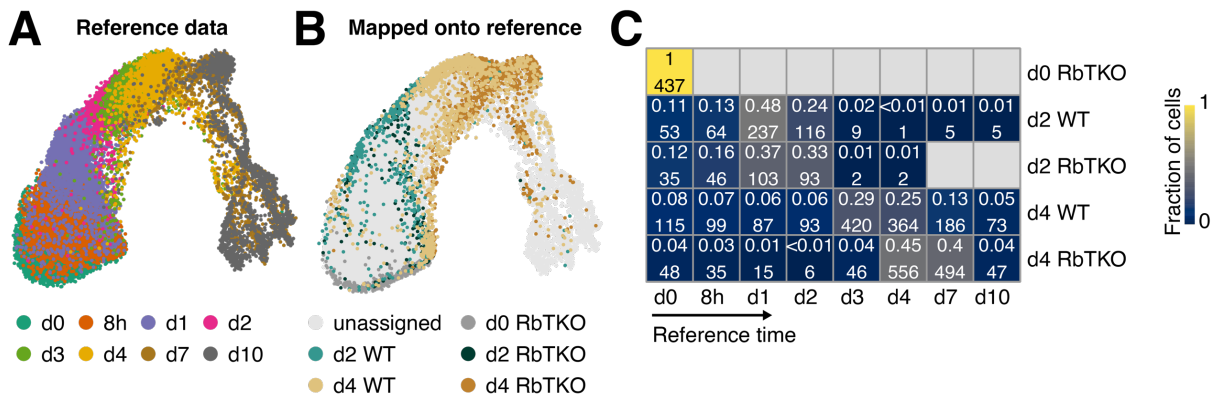 A
Reference data
d0
8h
d1
d2
d3
d4
d7
d10
B
Mapped onto reference
unassigned
d0 RbTKO
d2 WT
d2 RbTKO
d4 WT
d4 RbTKO
C
1
437
d0 RbTKO
0.11 0.13 0.48 0.24 0.02 <0.01 0.01 0.01
53 64 237 116 9 1 5 5
d2 WT
0.12 0.16 0.37 0.33 0.01 0.01
35 46 103 93 2 2
d2 RbTKO
0.08 0.07 0.06 0.06 0.29 0.25 0.13 0.05
115 99 87 93 420 364 186 73
d4 WT
0.04 0.03 0.01 <0.01 0.04 0.45 0.4 0.04
48 35 15 6 46 556 494 47
d4 RbTKO
d0 8h d1 d2 d3 d4 d7 d10
Reference time
Fraction of cells
1
0